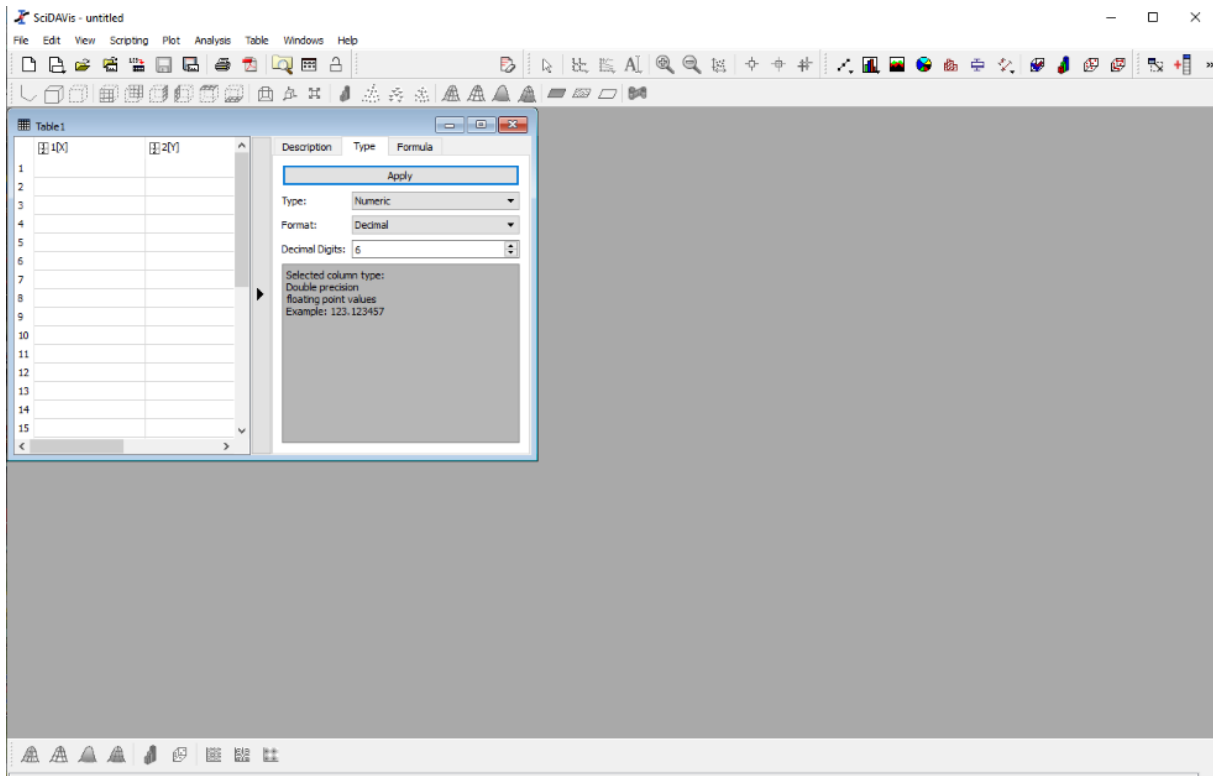 SciDAVis - untitled
File Edit View Scripting Plot Analysis Table Windows Help
Table1
1[X] 2[Y]
Description Type Formula
Apply
Type: Numeric
Format: Decimal
Decimal Digits: 6
Selected column type:
Double precision
floating point values
Example: 123.123457
1
2
3
4
5
6
7
8
9
10
11
12
13
14
15